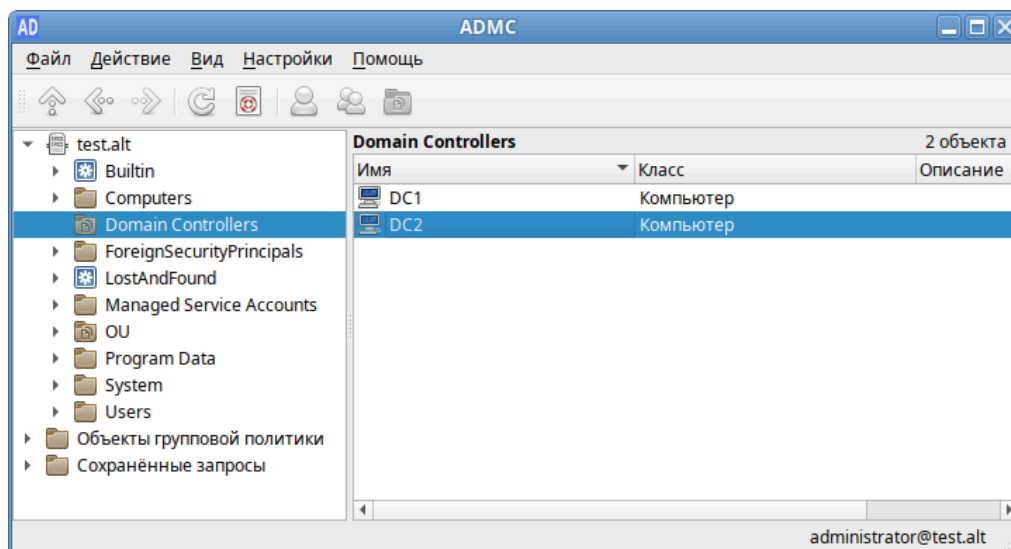 AD ADMC
Файл Действие Вид Настройки Помощь
test.alt
Builtin
Computers
Domain Controllers
ForeignSecurityPrincipals
LostAndFound
Managed Service Accounts
OU
Program Data
System
Users
Объекты групповой политики
Сохранённые запросы
Domain Controllers 2 объекта
Имя Класс Описание
DC1 Компьютер
DC2 Компьютер
administrator@test.alt